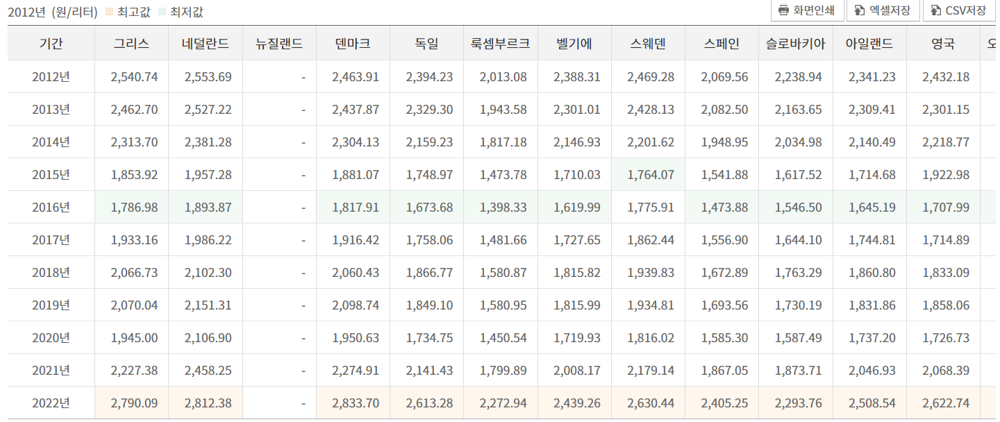 2012년 (원/리터) 최고값 최저값 화면인쇄 엑셀저장 CSV저장
기간 그리스 네덜란드 뉴질랜드 덴마크 독일 룩셈부르크 벨기에 스웨덴 스페인 슬로바키아 아일랜드 영국 오
2012년 2,540.74 2,553.69 - 2,463.91 2,394.23 2,013.08 2,388.31 2,469.28 2,069.56 2,238.94 2,341.23 2,432.18
2013년 2,462.70 2,527.22 - 2,437.87 2,329.30 1,943.58 2,301.01 2,428.13 2,082.50 2,163.65 2,309.41 2,301.15
2014년 2,313.70 2,381.28 - 2,304.13 2,159.23 1,817.18 2,146.93 2,201.62 1,948.95 2,034.98 2,140.49 2,218.77
2015년 1,853.92 1,957.28 - 1,881.07 1,748.97 1,473.78 1,710.03 1,764.07 1,541.88 1,617.52 1,714.68 1,922.98
2016년 1,786.98 1,893.87 - 1,817.91 1,673.68 1,398.33 1,619.99 1,775.91 1,473.88 1,546.50 1,645.19 1,707.99
2017년 1,933.16 1,986.22 - 1,916.42 1,758.06 1,481.66 1,727.65 1,862.44 1,556.90 1,644.10 1,744.81 1,714.89
2018년 2,066.73 2,102.30 - 2,060.43 1,866.77 1,580.87 1,815.82 1,939.83 1,672.89 1,763.29 1,860.80 1,833.09
2019년 2,070.04 2,151.31 - 2,098.74 1,849.10 1,580.95 1,815.99 1,934.81 1,693.56 1,730.19 1,831.86 1,858.06
2020년 1,945.00 2,106.90 - 1,950.63 1,734.75 1,450.54 1,719.93 1,816.02 1,585.30 1,587.49 1,737.20 1,726.73
2021년 2,227.38 2,458.25 - 2,274.91 2,141.43 1,799.89 2,008.17 2,179.14 1,867.05 1,873.71 2,046.93 2,068.39
2022년 2,790.09 2,812.38 - 2,833.70 2,613.28 2,272.94 2,439.26 2,630.44 2,405.25 2,293.76 2,508.54 2,622.74